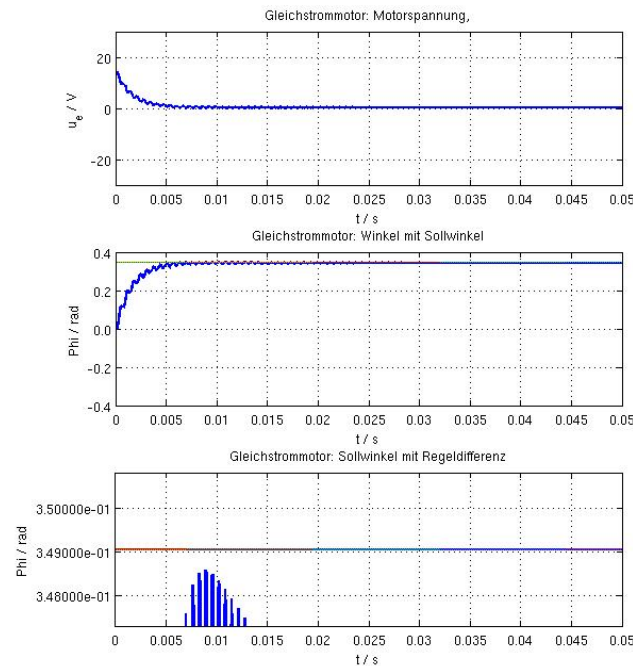 Gleichstrommotor: Motorspannung,
u_e / V
20
0
-20
0 0.005 0.01 0.015 0.02 0.025 0.03 0.035 0.04 0.045 0.05
t / s
Gleichstrommotor: Winkel mit Sollwinkel
Phi / rad
0.4
0.2
0.0
-0.2
-0.4
0 0.005 0.01 0.015 0.02 0.025 0.03 0.035 0.04 0.045 0.05
t / s
Gleichstrommotor: Sollwinkel mit Regeldifferenz
Phi / rad
3.50000e-01
3.49000e-01
3.48000e-01
0 0.005 0.01 0.015 0.02 0.025 0.03 0.035 0.04 0.045 0.05
t / s